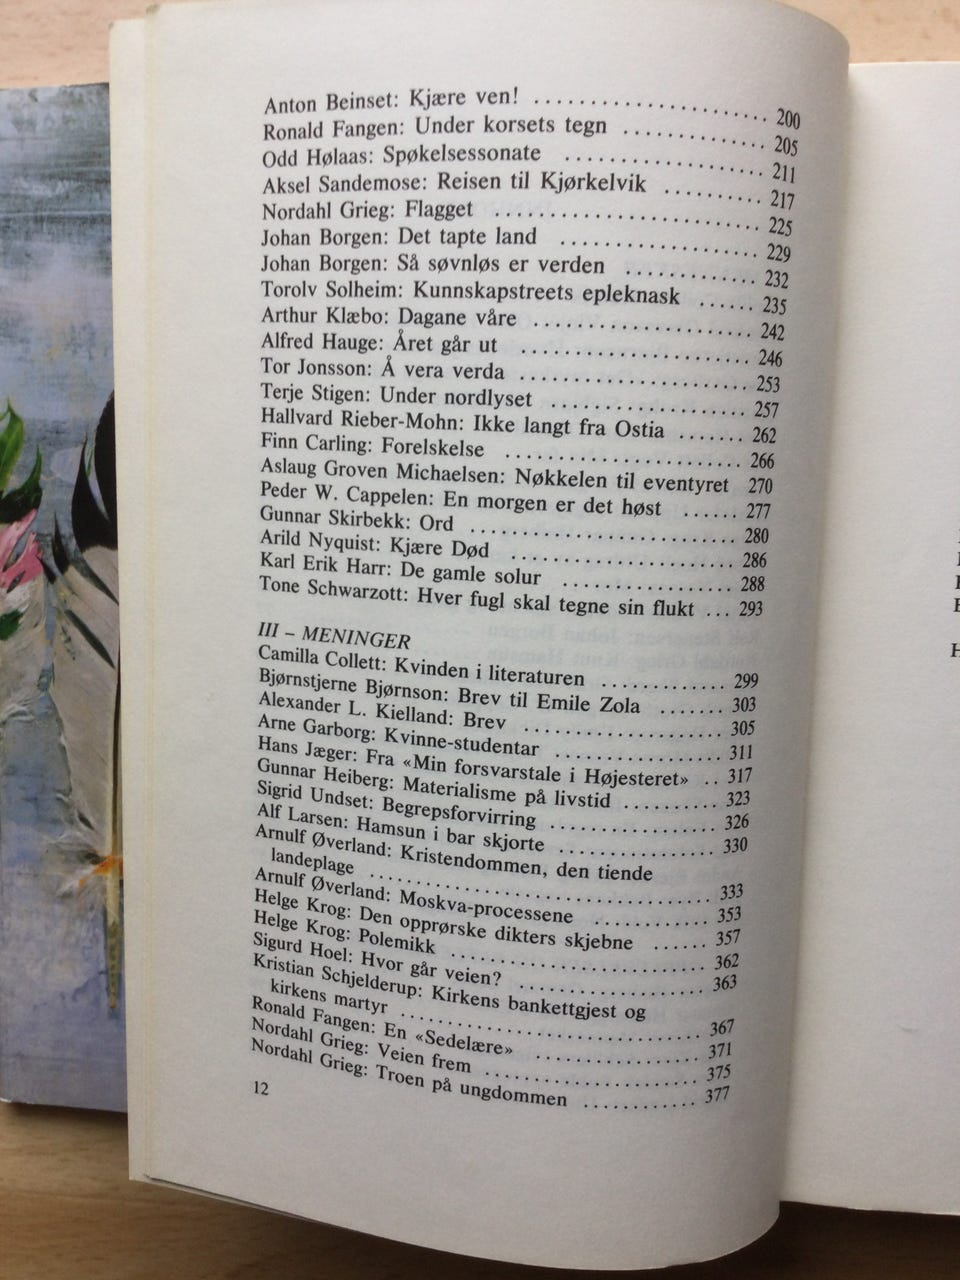 Anton Beinset: Kjære ven! .......................... 200
Ronald Fangen: Under korsets tegn ............... 205
Odd Hølaas: Spøkelsessonate ..................... 211
Aksel Sandemose: Reisen til Kjørkelvik .......... 217
Nordahl Grieg: Flagget ........................... 225
Johan Borgen: Det tapte land ..................... 229
Johan Borgen: Så søvnløs er verden .............. 232
Torolv Solheim: Kunnskapstreets epleknask ...... 235
Arthur Klæbo: Dagane våre ....................... 242
Alfred Hauge: Året går ut ........................ 246
Tor Jonsson: Å vera verda ........................ 253
Terje Stigen: Under nordlyset .................... 257
Hallvard Rieber-Mohn: Ikke langt fra Ostia ....... 262
Finn Carling: Forelskelse ......................... 266
Aslaug Groven Michaelsen: Nøkkelen til eventyret 270
Peder W. Cappelen: En morgen er det høst ...... 277
Gunnar Skirbekk: Ord ............................. 280
Arild Nyquist: Kjære Død ......................... 286
Karl Erik Harr: De gamle solur ................... 288
Tone Schwarzott: Hver fugl skal tegne sin flukt ... 293
III – MENINGER
Camilla Collett: Kvinden i literaturen ............ 299
Bjørnstjerne Bjørnson: Brev til Emile Zola ....... 303
Alexander L. Kielland: Brev ...................... 305
Arne Garborg: Kvinne-studentar .................. 311
Hans Jæger: Fra «Min forsvarstale i Højesteret» .. 317
Gunnar Heiberg: Materialisme på livstid .......... 323
Sigrid Undset: Begrepsforvirring .................. 326
Alf Larsen: Hamsun i bar skjorte ................. 330
Arnulf Øverland: Kristendommen, den tiende
landeplage ...................................... 333
Arnulf Øverland: Moskva-processene ............. 353
Helge Krog: Den opprørske dikters skjebne ...... 357
Helge Krog: Polemikk ............................ 362
Sigurd Hoel: Hvor går veien? ..................... 363
Kristian Schjelderup: Kirkens bankettgjest og
kirkens martyr .................................. 367
Ronald Fangen: En «Sedelære» ................... 371
Nordahl Grieg: Veien frem ....................... 375
Nordahl Grieg: Troen på ungdommen ............ 377
12